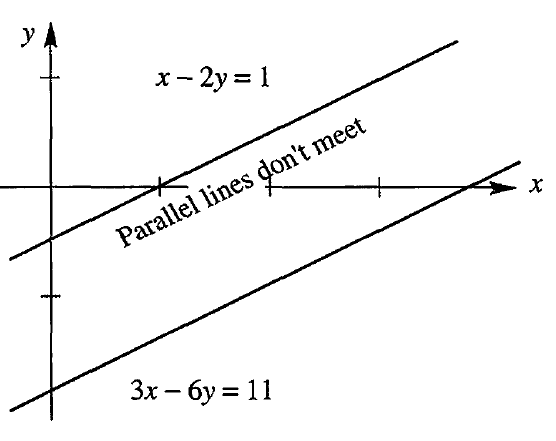 y
x − 2y = 1
Parallel lines don't meet
x
3x − 6y = 11